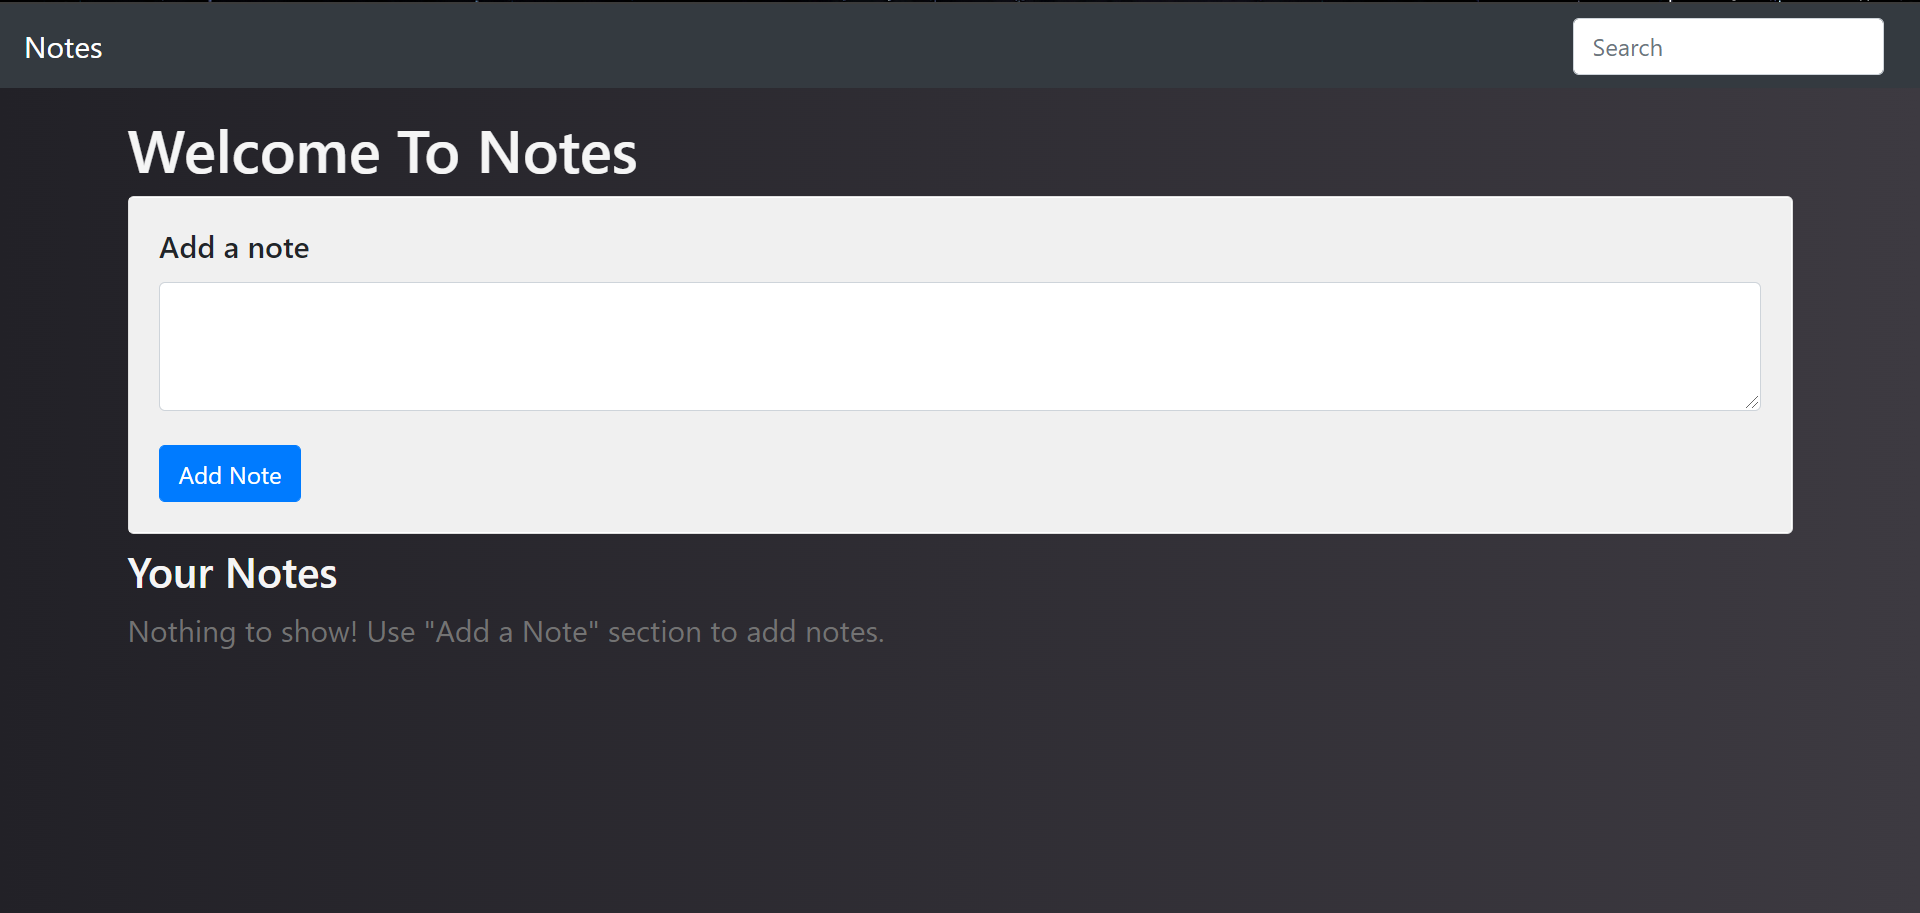 Notes
Search
Welcome To Notes
Add a note
Add Note
Your Notes
Nothing to show! Use "Add a Note" section to add notes.